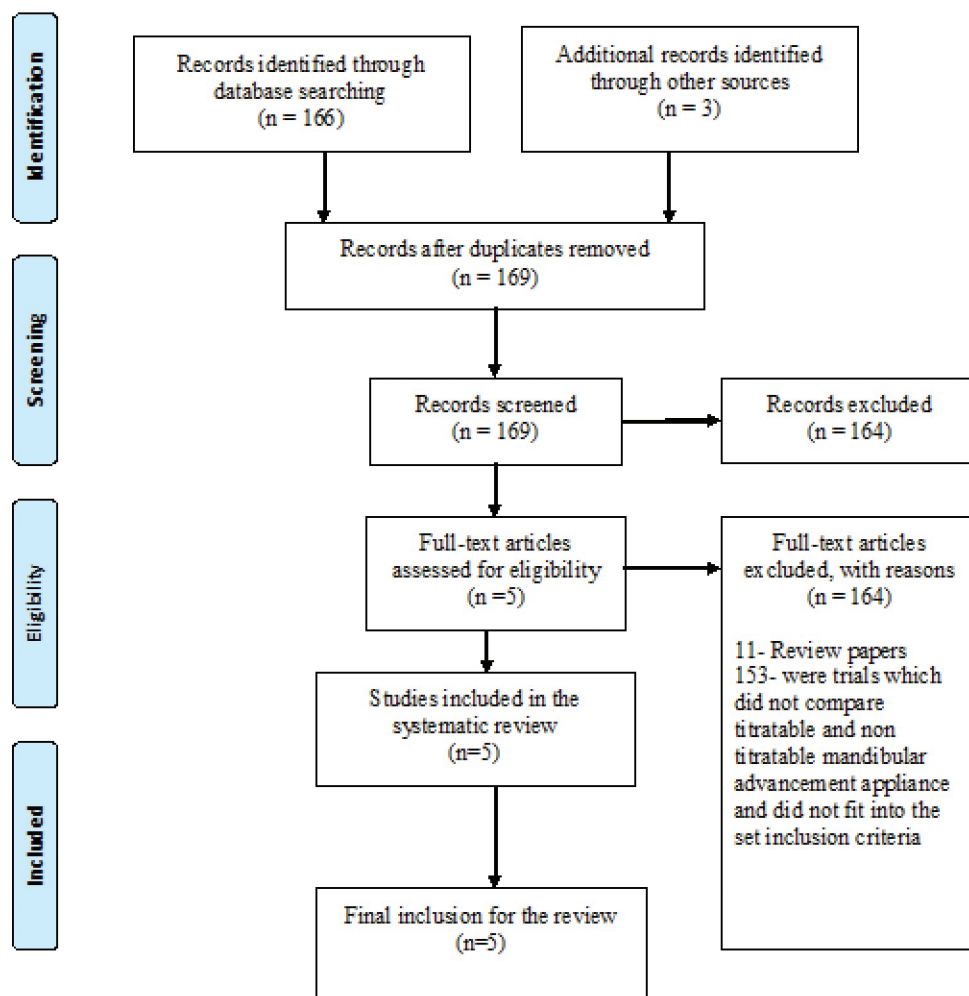 Identification
Records identified through
database searching
(n = 166)
Additional records identified
through other sources
(n = 3)
Records after duplicates removed
(n = 169)
Screening
Records screened
(n = 169)
Records excluded
(n = 164)
Eligibility
Full-text articles
assessed for eligibility
(n =5)
Full-text articles
excluded, with reasons
(n = 164)
11- Review papers
153- were trials which
did not compare
titratable and non
titratable mandibular
advancement appliance
and did not fit into the
set inclusion criteria
Studies included in the
systematic review
(n=5)
Included
Final inclusion for the review
(n=5)